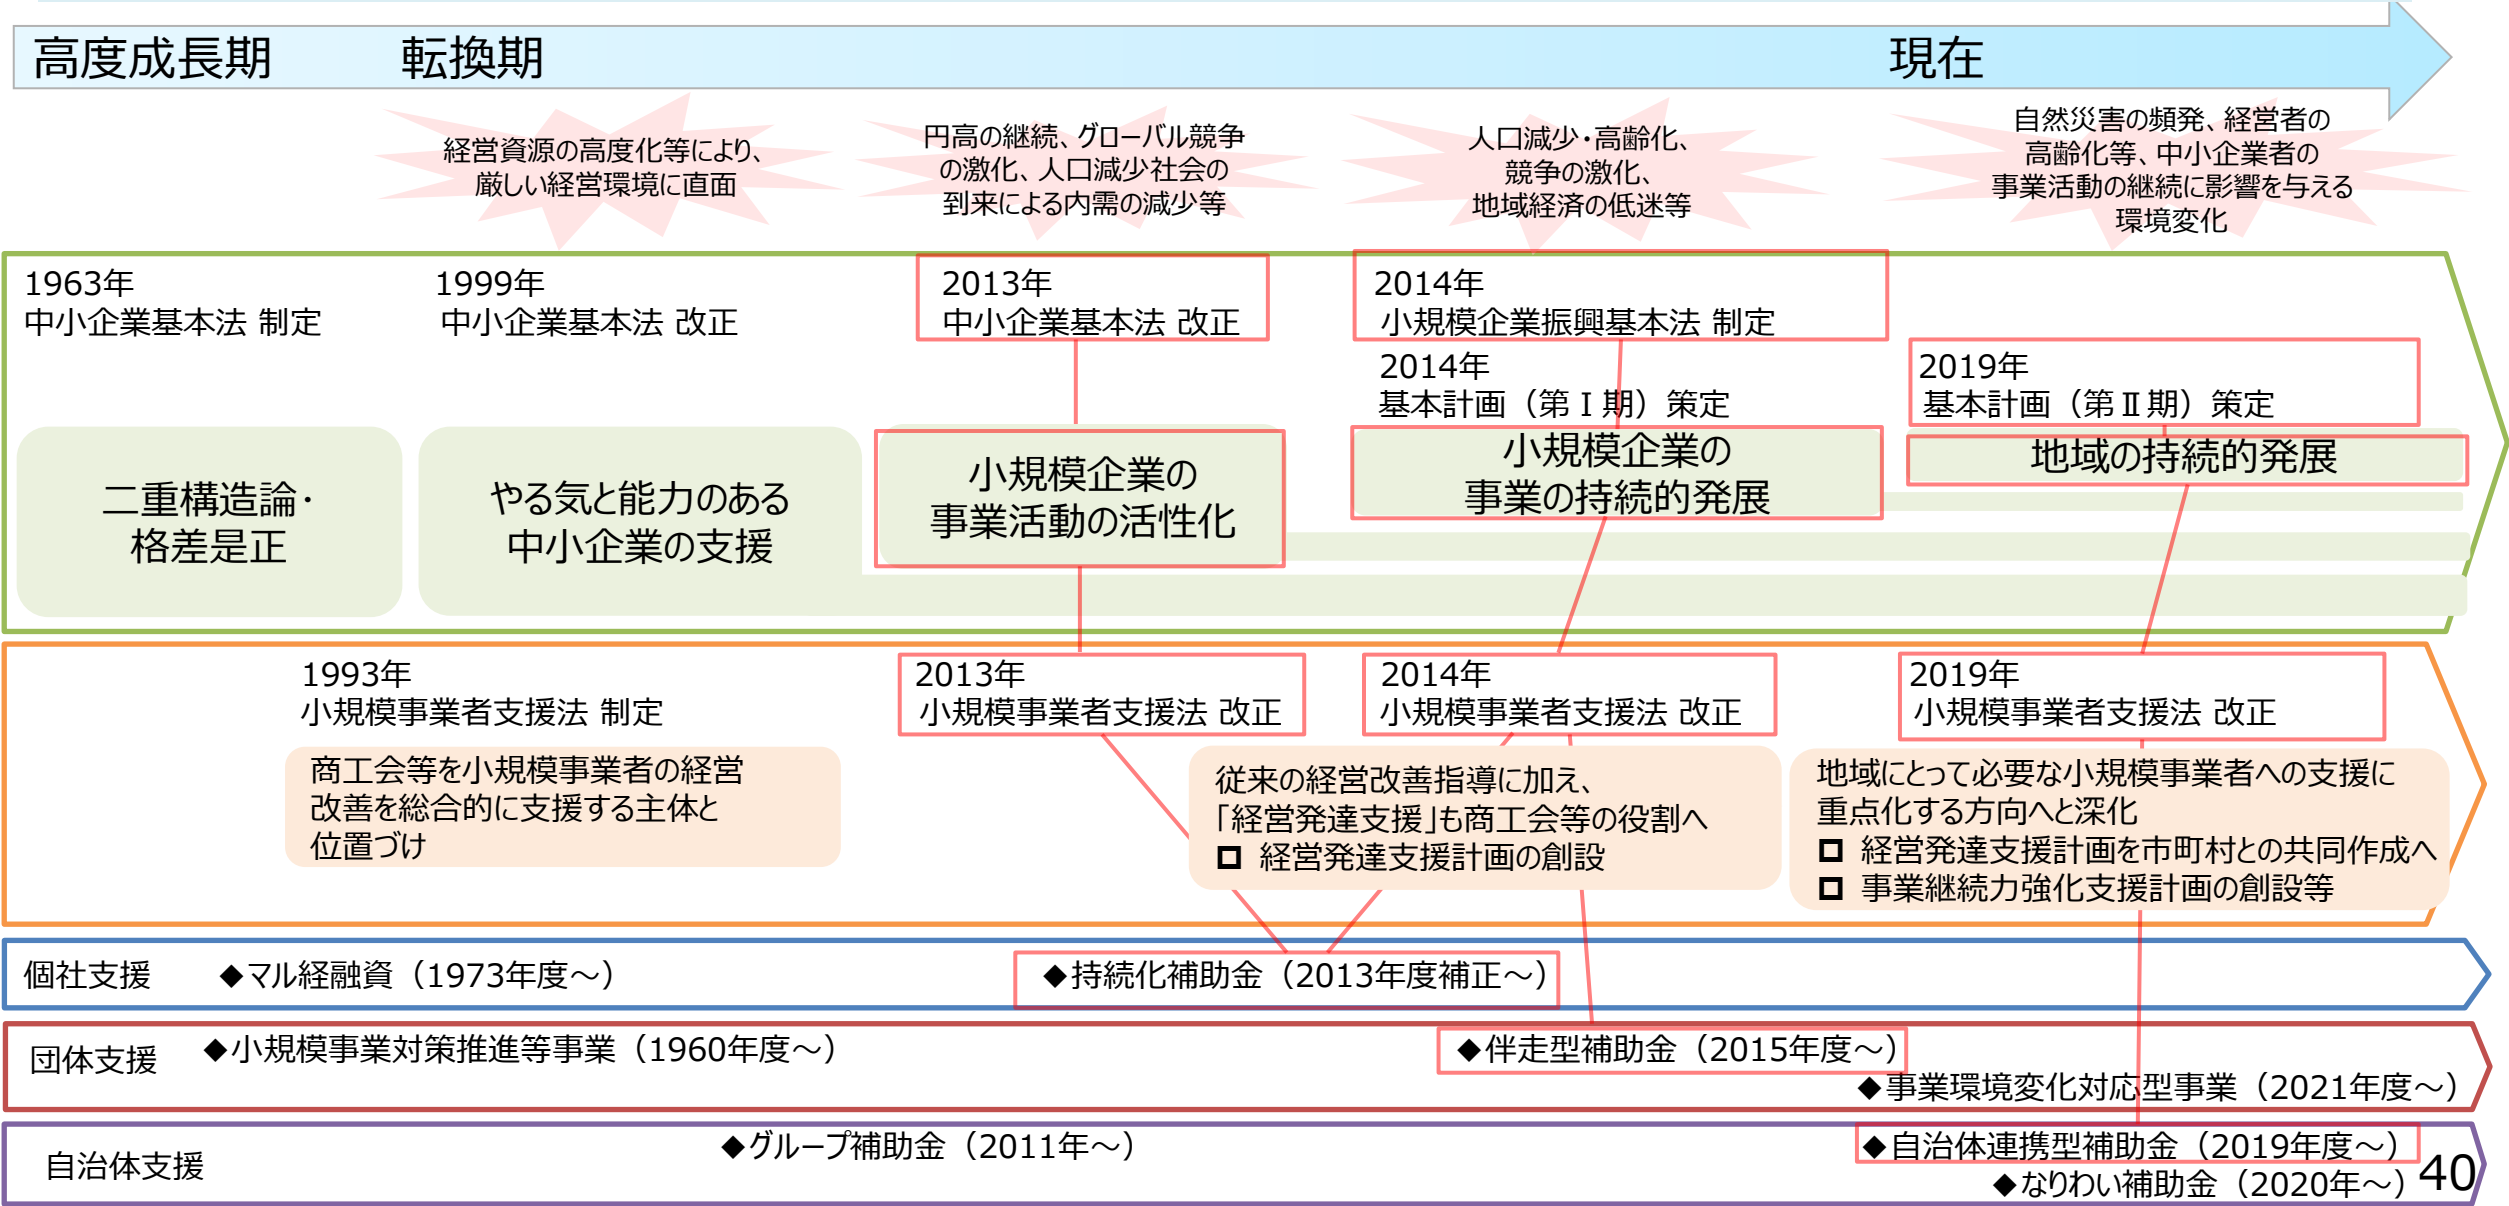 高度成長期
転換期
現在
経営資源の高度化等により、
厳しい経営環境に直面
円高の継続、グローバル競争
の激化、人口減少社会の
到来による内需の減少等
人口減少・高齢化、
競争の激化、
地域経済の低迷等
自然災害の頻発、経営者の
高齢化等、中小企業者の
事業活動の継続に影響を与える
環境変化
1963年
中小企業基本法 制定
1999年
中小企業基本法 改正
2013年
中小企業基本法 改正
2014年
小規模企業振興基本法 制定
2014年
基本計画（第Ⅰ期）策定
2019年
基本計画（第Ⅱ期）策定
二重構造論・
格差是正
やる気と能力のある
中小企業の支援
小規模企業の
事業活動の活性化
小規模企業の
事業の持続的発展
地域の持続的発展
1993年
小規模事業者支援法 制定
2013年
小規模事業者支援法 改正
2014年
小規模事業者支援法 改正
2019年
小規模事業者支援法 改正
商工会等を小規模事業者の経営
改善を総合的に支援する主体と
位置づけ
従来の経営改善指導に加え、
「経営発達支援」も商工会等の役割へ
□ 経営発達支援計画の創設
地域にとって必要な小規模事業者への支援に
重点化する方向へと深化
□ 経営発達支援計画を市町村との共同作成へ
□ 事業継続力強化支援計画の創設等
個社支援
◆マル経融資（1973年度～）
◆持続化補助金（2013年度補正～）
団体支援
◆小規模事業対策推進等事業（1960年度～）
◆伴走型補助金（2015年度～）
◆事業環境変化対応型事業（2021年度～）
自治体支援
◆グループ補助金（2011年～）
◆自治体連携型補助金（2019年度～）
◆なりわい補助金（2020年～）
40